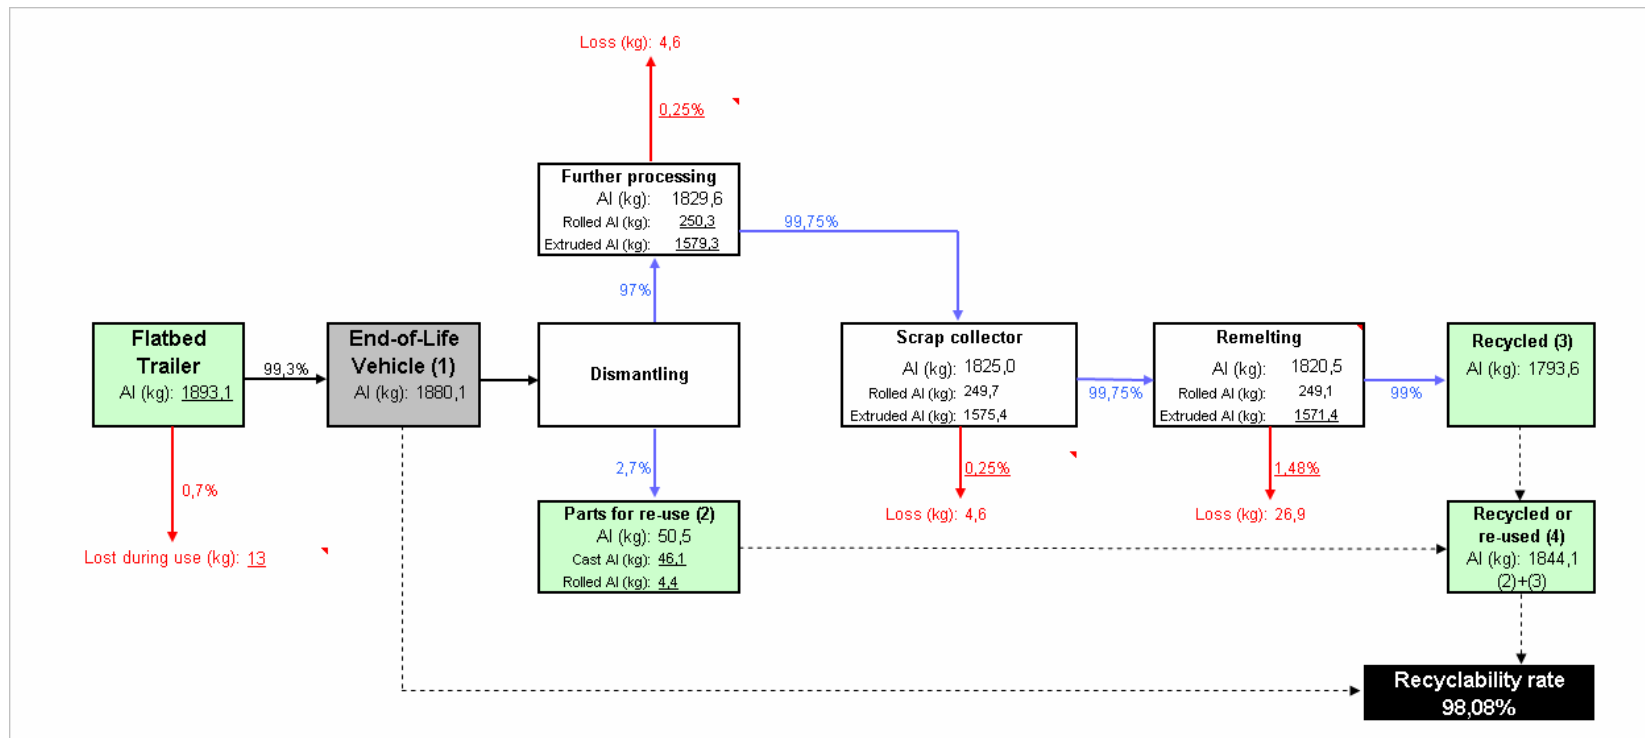 Loss (kg): 4,6
0,25%
Further processing
Al (kg): 1829,6
Rolled Al (kg): 250,3
Extruded Al (kg): 1579,3
99,75%
97%
Flatbed
Trailer
Al (kg): 1893,1
99,3%
End-of-Life
Vehicle (1)
Al (kg): 1880,1
Dismantling
Scrap collector
Al (kg): 1825,0
Rolled Al (kg): 249,7
Extruded Al (kg): 1575,4
99,75%
Remelting
Al (kg): 1820,5
Rolled Al (kg): 249,1
Extruded Al (kg): 1571,4
99%
Recycled (3)
Al (kg): 1793,6
0,7%
Lost during use (kg): 13
2,7%
Parts for re-use (2)
Al (kg): 50,5
Cast Al (kg): 46,1
Rolled Al (kg): 4,4
0,25%
Loss (kg): 4,6
1,48%
Loss (kg): 26,9
Recycled or
re-used (4)
Al (kg): 1844,1
(2)+(3)
Recyclability rate
98,08%